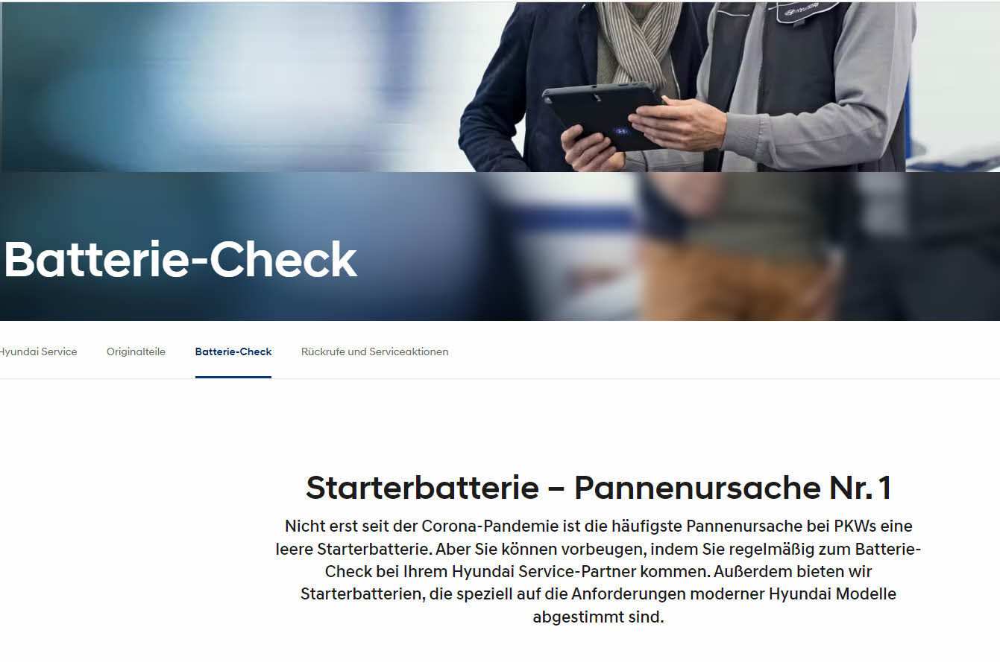 HYUNDAI
Batterie-Check
Hyundai Service
Originalteile
Batterie-Check
Rückrufe und Serviceaktionen
Starterbatterie – Pannenursache Nr. 1
Nicht erst seit der Corona-Pandemie ist die häufigste Pannenursache bei PKWs eine
leere Starterbatterie. Aber Sie können vorbeugen, indem Sie regelmäßig zum Batterie-
Check bei Ihrem Hyundai Service-Partner kommen. Außerdem bieten wir
Starterbatterien, die speziell auf die Anforderungen moderner Hyundai Modelle
abgestimmt sind.